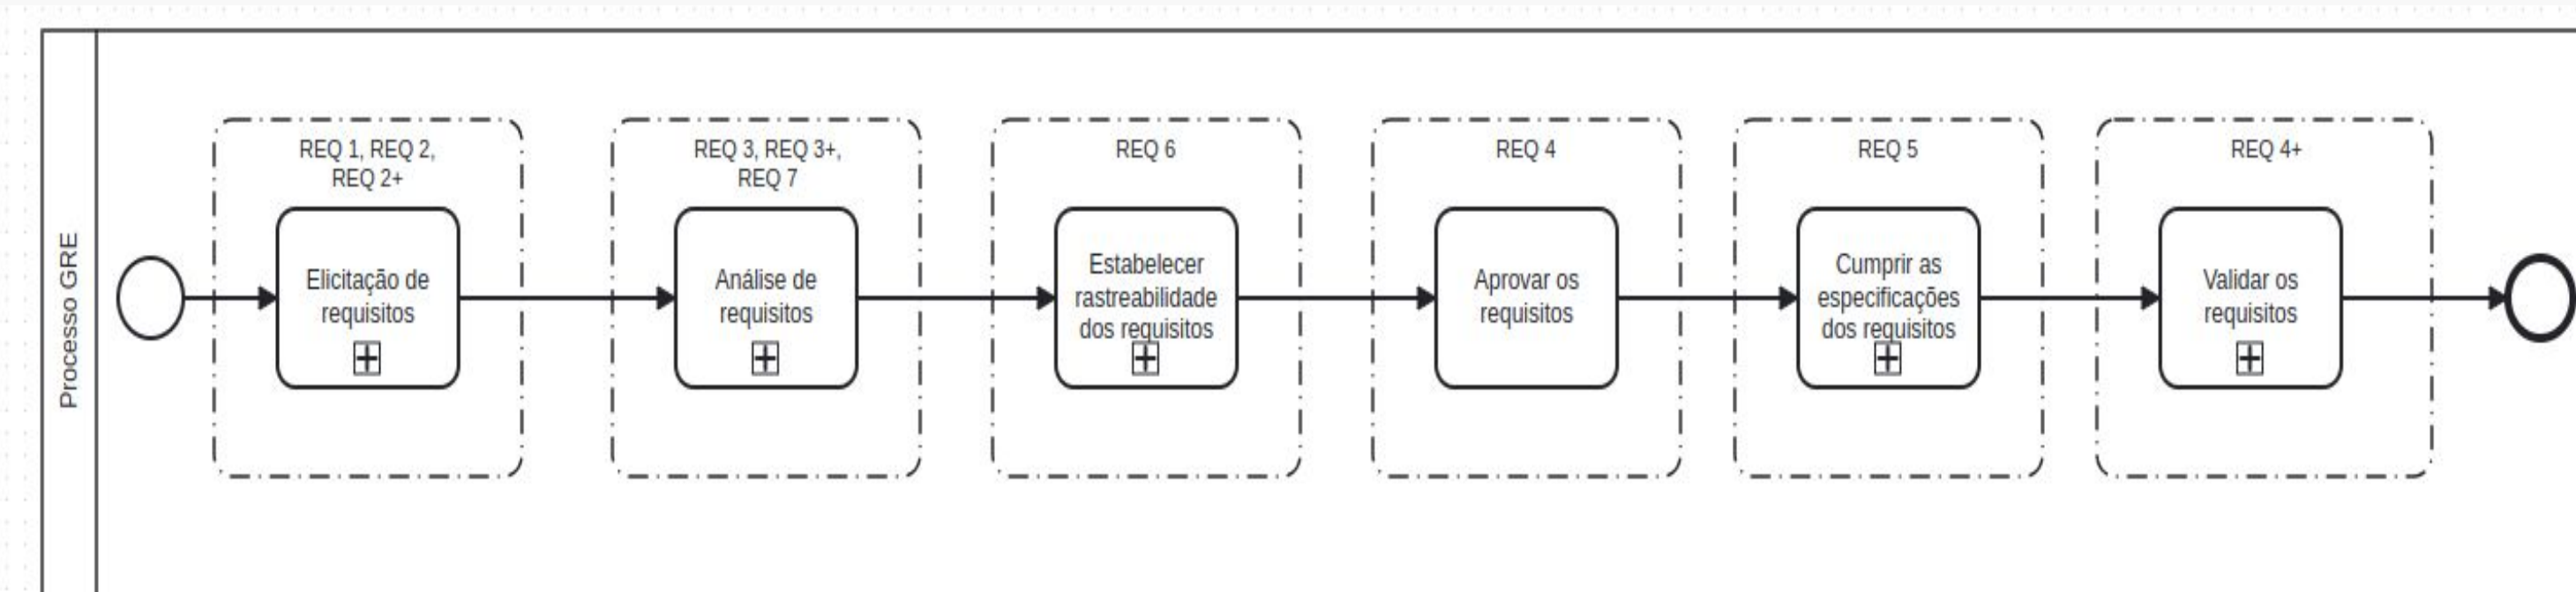 Processo GRE
REQ 1, REQ 2,
REQ 2+
Elicitação de
requisitos
REQ 3, REQ 3+,
REQ 7
Análise de
requisitos
REQ 6
Estabelecer
rastreabilidade
dos requisitos
REQ 4
Aprovar os
requisitos
REQ 5
Cumprir as
especificações
dos requisitos
REQ 4+
Validar os
requisitos